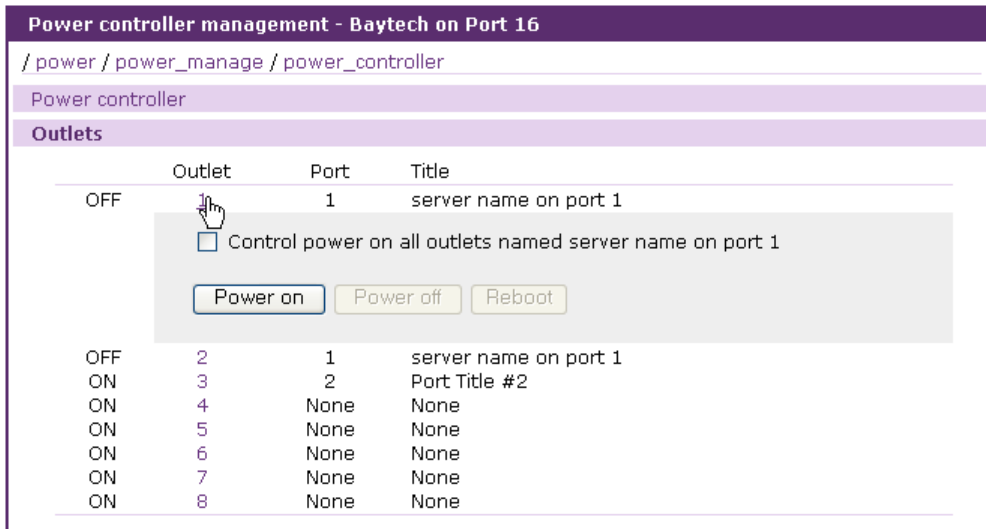 Power controller management - Baytech on Port 16
/ power / power_manage / power_controller
Power controller
Outlets
Outlet Port Title
OFF 1 1 server name on port 1
Control power on all outlets named server name on port 1
Power on Power off Reboot
OFF 2 1 server name on port 1
ON 3 2 Port Title #2
ON 4 None None
ON 5 None None
ON 6 None None
ON 7 None None
ON 8 None None